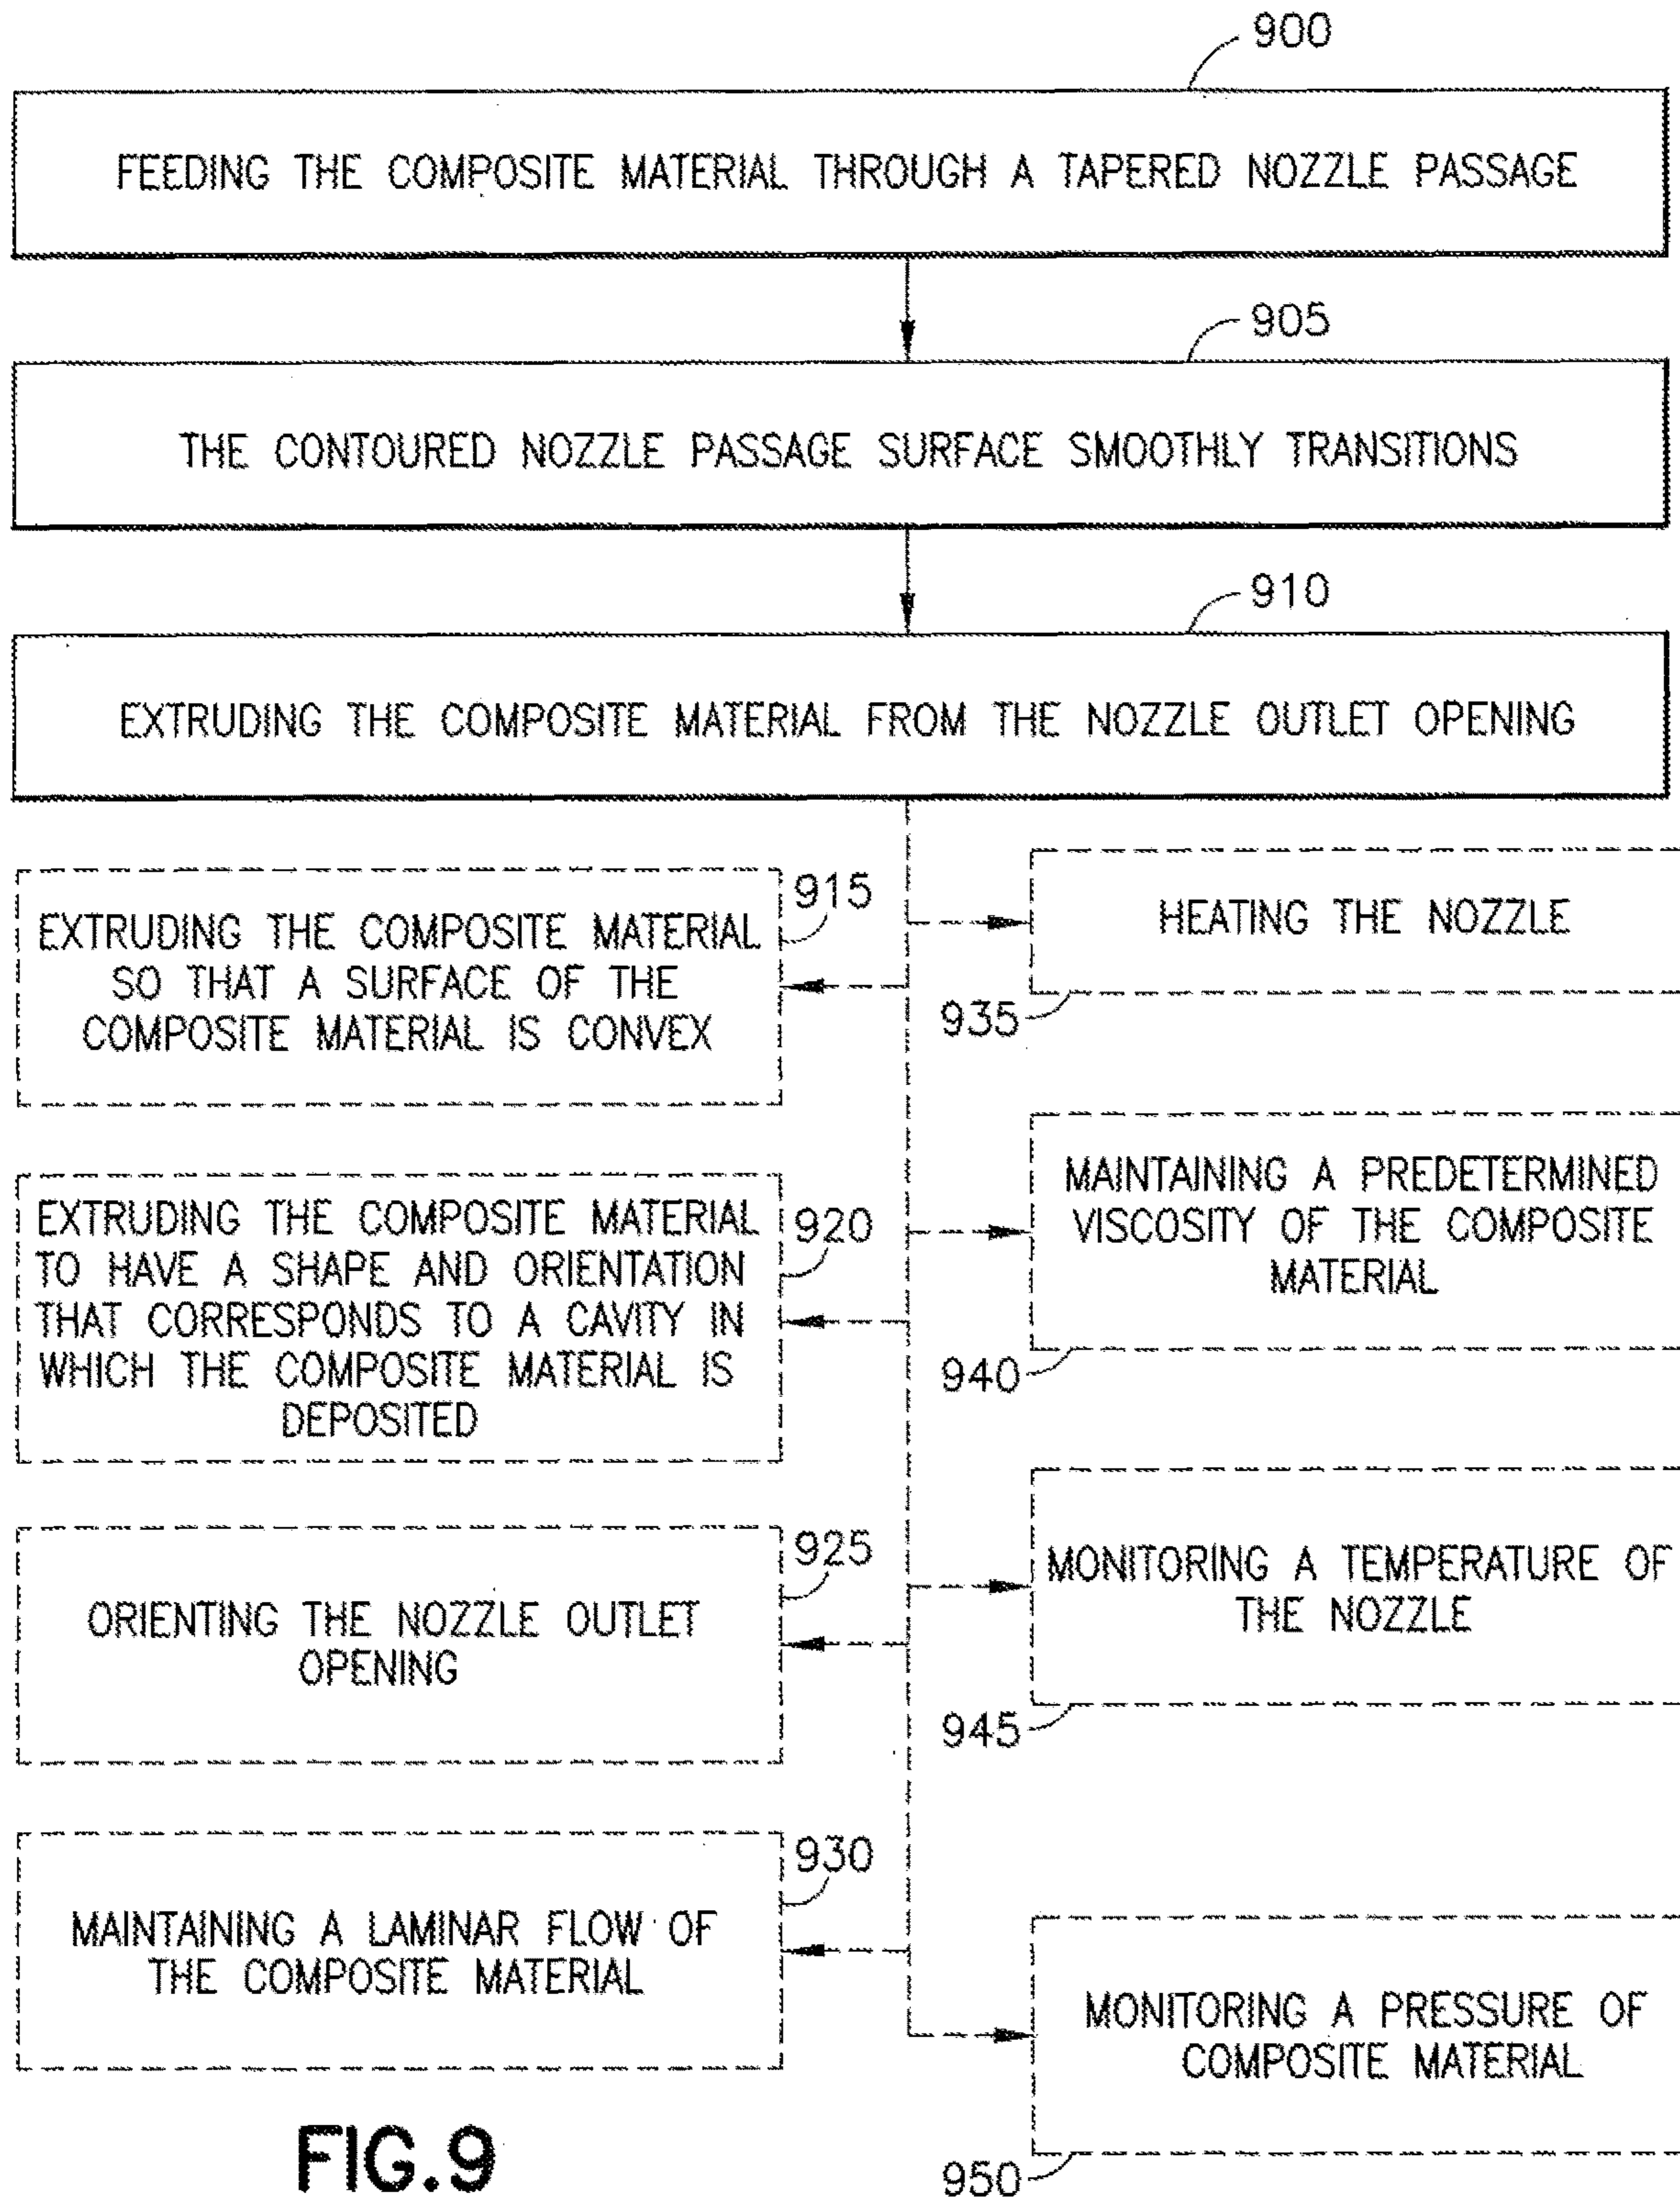 900
FEEDING THE COMPOSITE MATERIAL THROUGH A TAPERED NOZZLE PASSAGE
905
THE CONTOURED NOZZLE PASSAGE SURFACE SMOOTHLY TRANSITIONS
910
EXTRUDING THE COMPOSITE MATERIAL FROM THE NOZZLE OUTLET OPENING
915
EXTRUDING THE COMPOSITE MATERIAL
SO THAT A SURFACE OF THE
COMPOSITE MATERIAL IS CONVEX
920
EXTRUDING THE COMPOSITE MATERIAL
TO HAVE A SHAPE AND ORIENTATION
THAT CORRESPONDS TO A CAVITY IN
WHICH THE COMPOSITE MATERIAL IS
DEPOSITED
925
ORIENTING THE NOZZLE OUTLET
OPENING
930
MAINTAINING A LAMINAR FLOW OF
THE COMPOSITE MATERIAL
HEATING THE NOZZLE
935
MAINTAINING A PREDETERMINED
VISCOSITY OF THE COMPOSITE
MATERIAL
940
MONITORING A TEMPERATURE OF
THE NOZZLE
945
MONITORING A PRESSURE OF
COMPOSITE MATERIAL
950
FIG.9